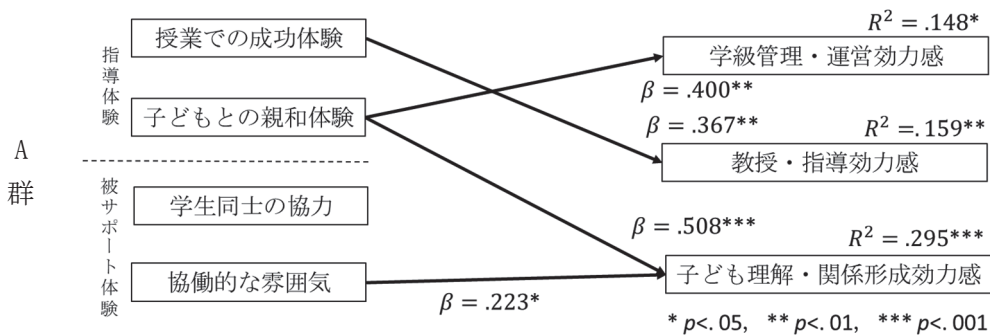 A群
指導体験
被サポート体験
授業での成功体験
子どもとの親和体験
学生同士の協力
協働的な雰囲気
R² = .148*
学級管理・運営効力感
β = .400**
β = .367**
R² =.159**
教授・指導効力感
β = .508***
R² = .295***
子ども理解・関係形成効力感
β = .223*
* p<.05, ** p<.01, *** p<.001